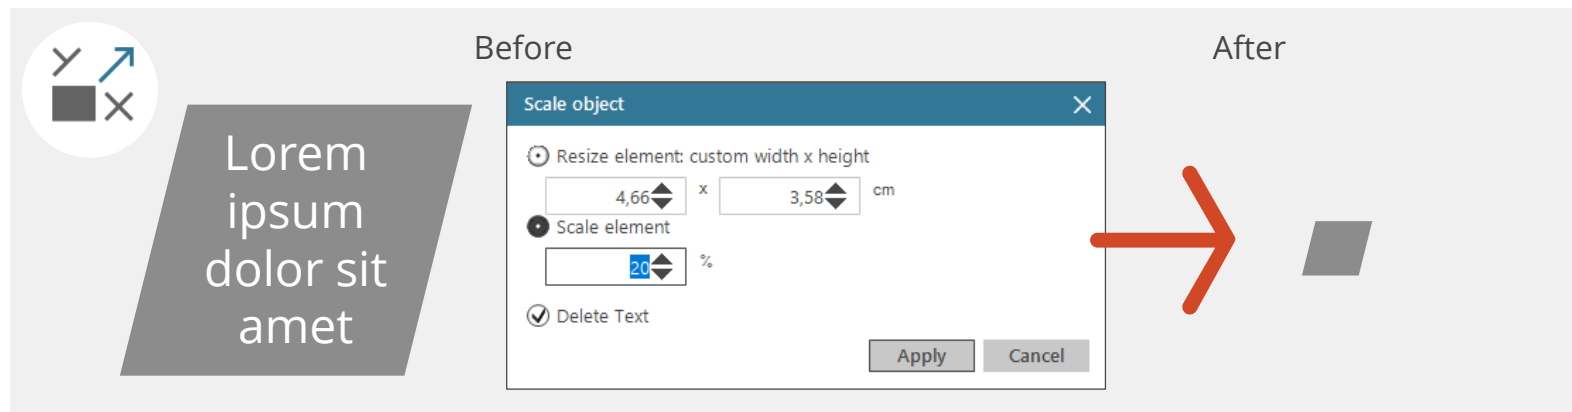 Before
After
Lorem
ipsum
dolor sit
amet
Scale object
Resize element: custom width x height
4,66 x 3,58 cm
Scale element
20 %
Delete Text
Apply Cancel